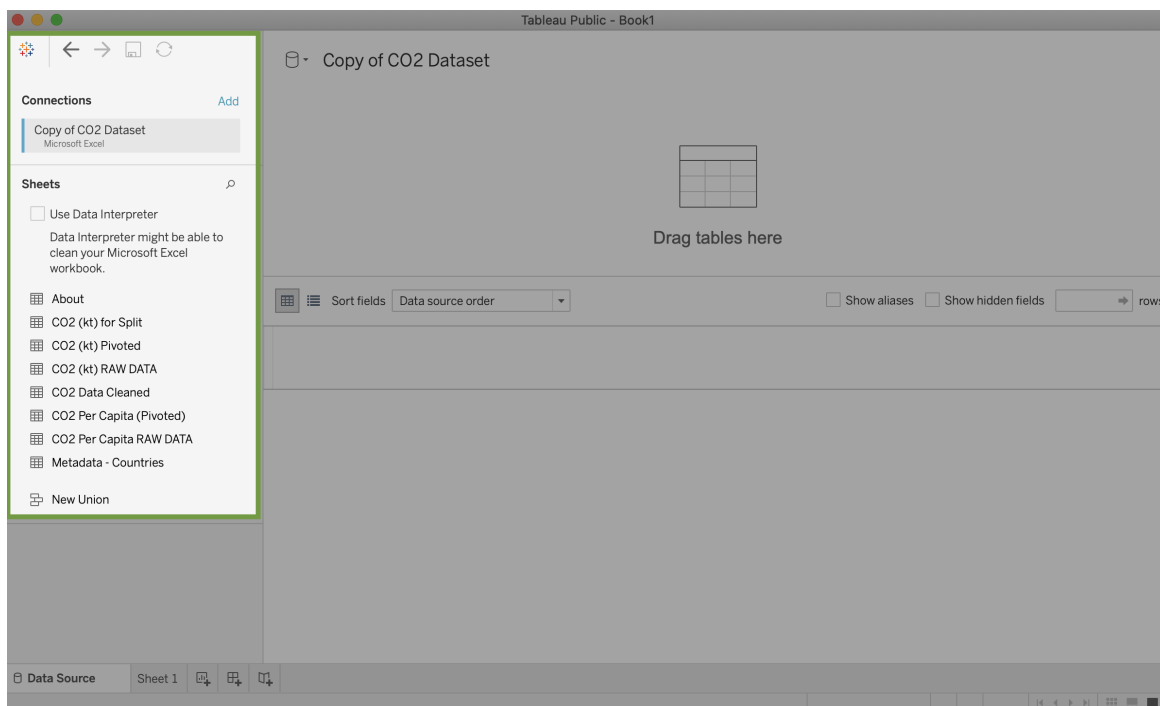 Tableau Public - Book1
Connections
Add
Copy of CO2 Dataset
Microsoft Excel
Sheets
Use Data Interpreter
Data Interpreter might be able to
clean your Microsoft Excel
workbook.
About
CO2 (kt) for Split
CO2 (kt) Pivoted
CO2 (kt) RAW DATA
CO2 Data Cleaned
CO2 Per Capita (Pivoted)
CO2 Per Capita RAW DATA
Metadata - Countries
New Union
Copy of CO2 Dataset
Drag tables here
Sort fields
Data source order
Show aliases
Show hidden fields
rows
Data Source
Sheet 1